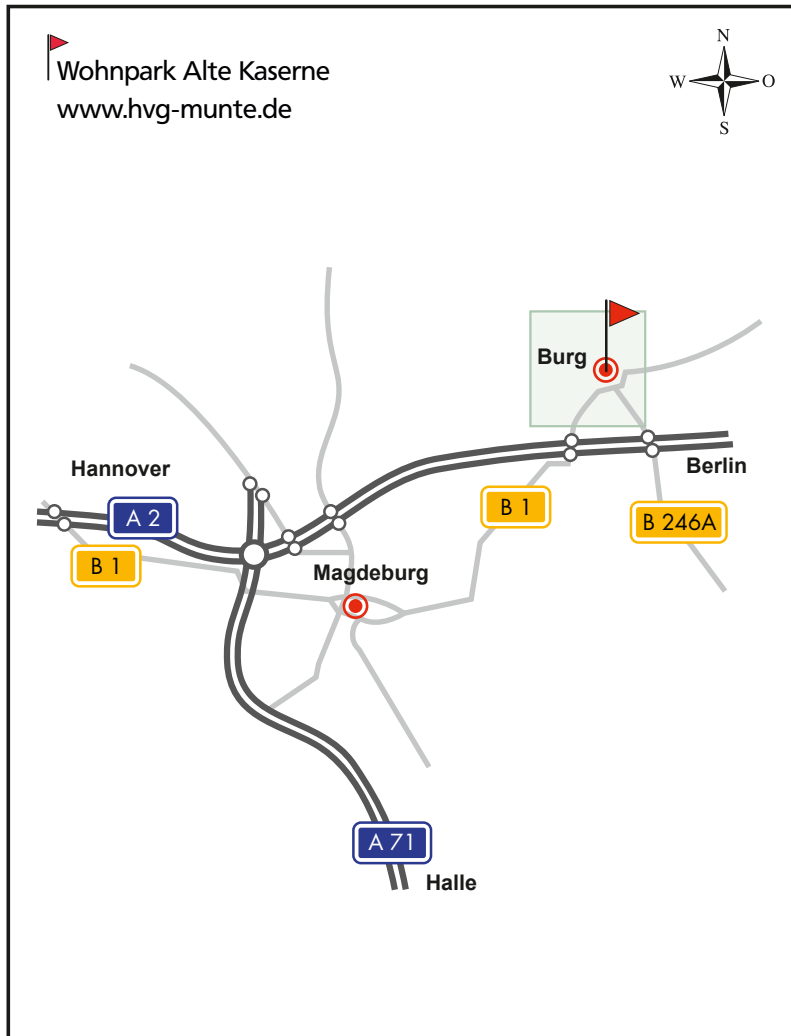 Wohnpark Alte Kaserne
www.hvg-munte.de
N
W
O
S
Burg
Hannover
Berlin
A 2
B 1
B 246A
B 1
Magdeburg
A 71
Halle